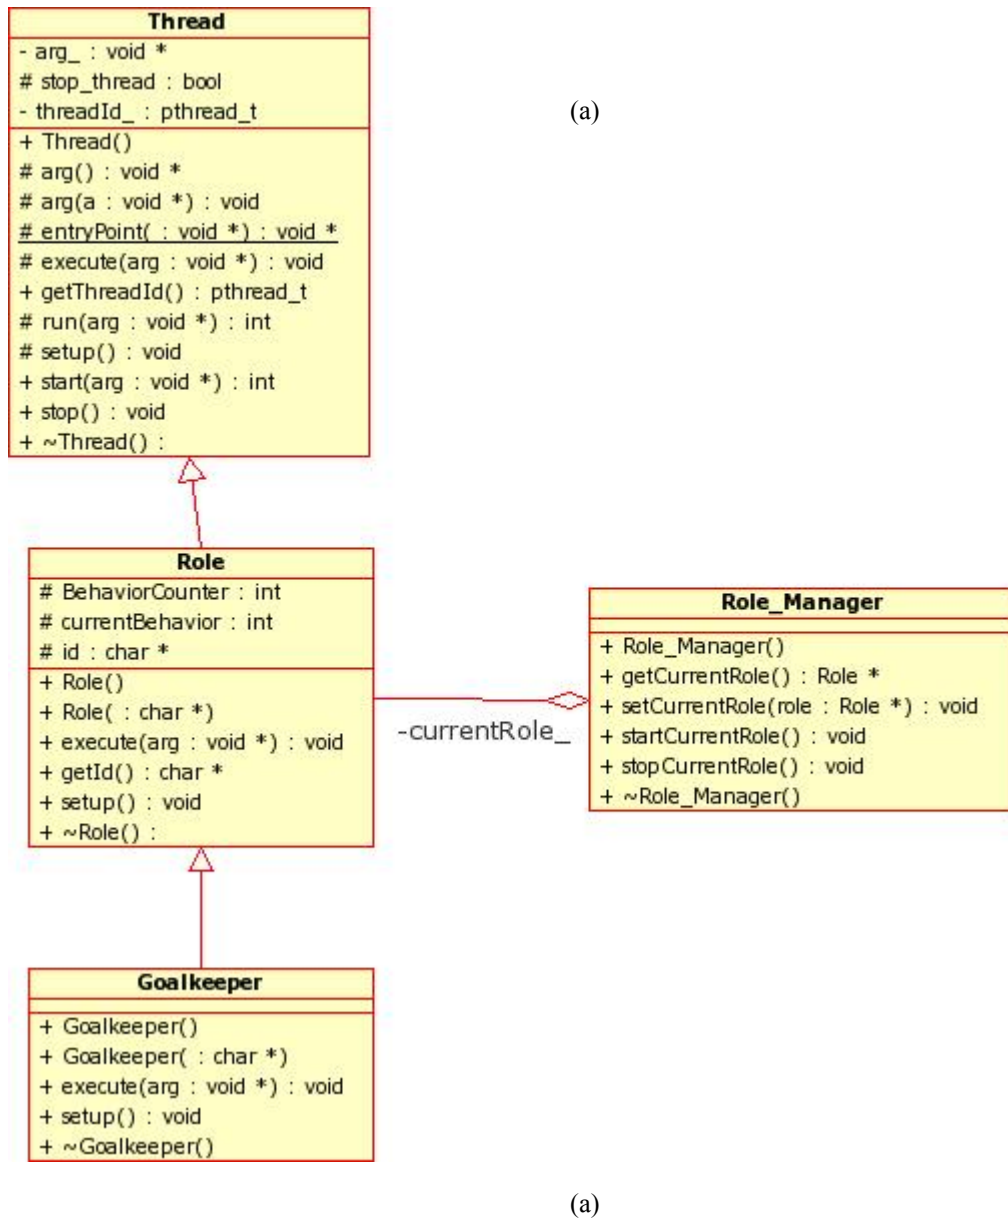 Thread
- arg_ : void *
# stop_thread : bool
- threadId_ : pthread_t
(a)
+ Thread()
# arg() : void *
# arg(a : void *) : void
# entryPoint( : void *) : void *
# execute(arg : void *) : void
+ getThreadId() : pthread_t
# run(arg : void *) : int
# setup() : void
+ start(arg : void *) : int
+ stop() : void
+ ~Thread() :
Role
# BehaviorCounter : int
# currentBehavior : int
# id : char *
+ Role()
+ Role( : char *)
+ execute(arg : void *) : void
+ getId() : char *
+ setup() : void
+ ~Role() :
-currentRole_
Role_Manager
+ Role_Manager()
+ getCurrentRole() : Role *
+ setCurrentRole(role : Role *) : void
+ startCurrentRole() : void
+ stopCurrentRole() : void
+ ~Role_Manager()
Goalkeeper
+ Goalkeeper()
+ Goalkeeper( : char *)
+ execute(arg : void *) : void
+ setup() : void
+ ~Goalkeeper()
(a)